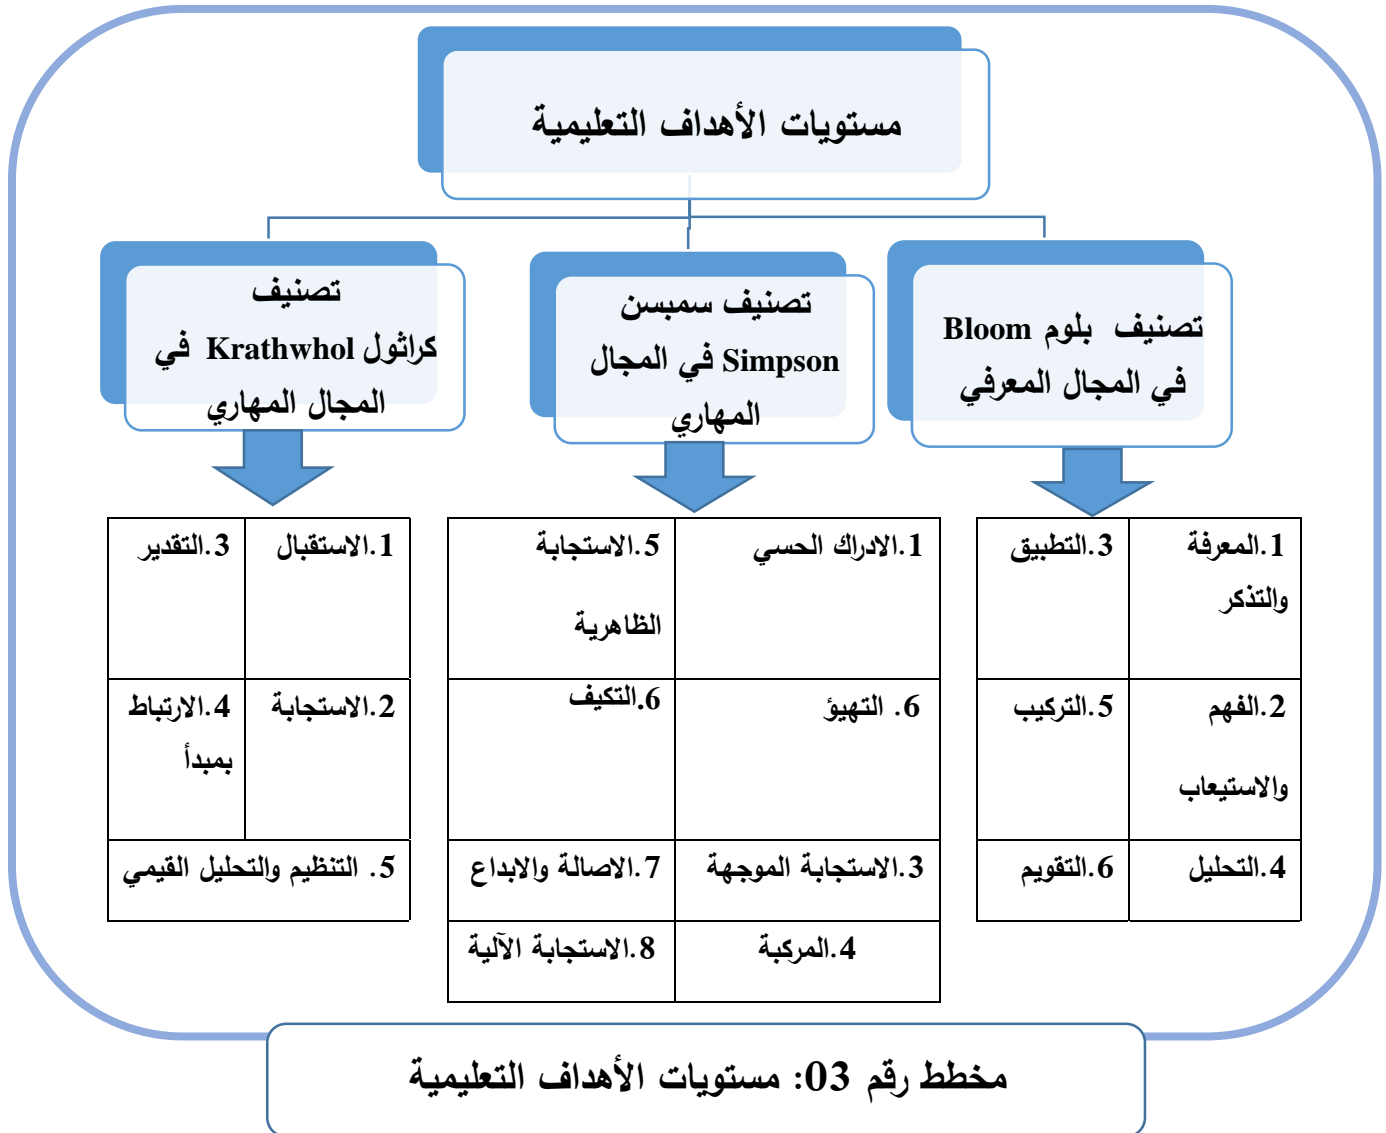 مستويات الأهداف التعليمية
تصنيف بلوم Bloom
في المجال المعرفي
تصنيف سمبسن
Simpson في المجال
المهاري
تصنيف
كراثول Krathwhol في
المجال المهاري
1.المعرفة
والتذكر
3.التطبيق
2.الفهم
والاستيعاب
5.التركيب
4.التحليل
6.التقويم
1.الادراك الحسي
5.الاستجابة
الظاهرية
6. التهيؤ
6.التكيف
3.الاستجابة الموجهة
7.الاصالة والابداع
4.المركبة
8.الاستجابة الآلية
1.الاستقبال
3.التقدير
2.الاستجابة
4.الارتباط
بمبدأ
5. التنظيم والتحليل القيمي
مخطط رقم 03: مستويات الأهداف التعليمية